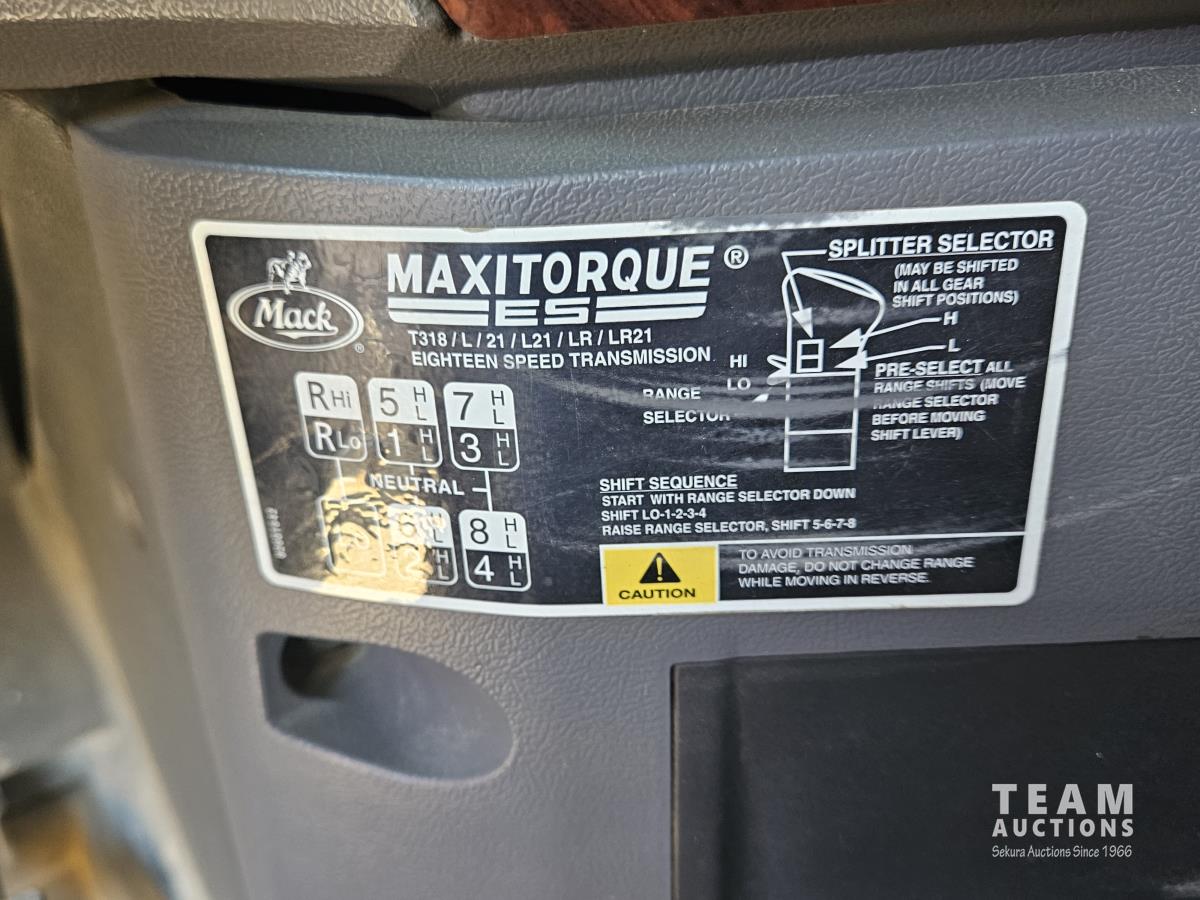 Mack
®
MAXITORQUE®
ES
T318 / L / 21 / L21 / LR / LR21
EIGHTEEN SPEED TRANSMISSION
R Hi 5 H L 7 H L
R Lo 1 H L 3 H L
NEUTRAL
6 H L 8 H L
2 H L 4 H L
SPLITTER SELECTOR
(MAY BE SHIFTED
IN ALL GEAR
SHIFT POSITIONS)
H
L
HI
LO
RANGE
SELECTOR
PRE-SELECT ALL
RANGE SHIFTS (MOVE
RANGE SELECTOR
BEFORE MOVING
SHIFT LEVER)
SHIFT SEQUENCE
START WITH RANGE SELECTOR DOWN
SHIFT LO-1-2-3-4
RAISE RANGE SELECTOR, SHIFT 5-6-7-8
CAUTION
TO AVOID TRANSMISSION
DAMAGE, DO NOT CHANGE RANGE
WHILE MOVING IN REVERSE.
TEAM
AUCTIONS
Sekura Auctions Since 1966